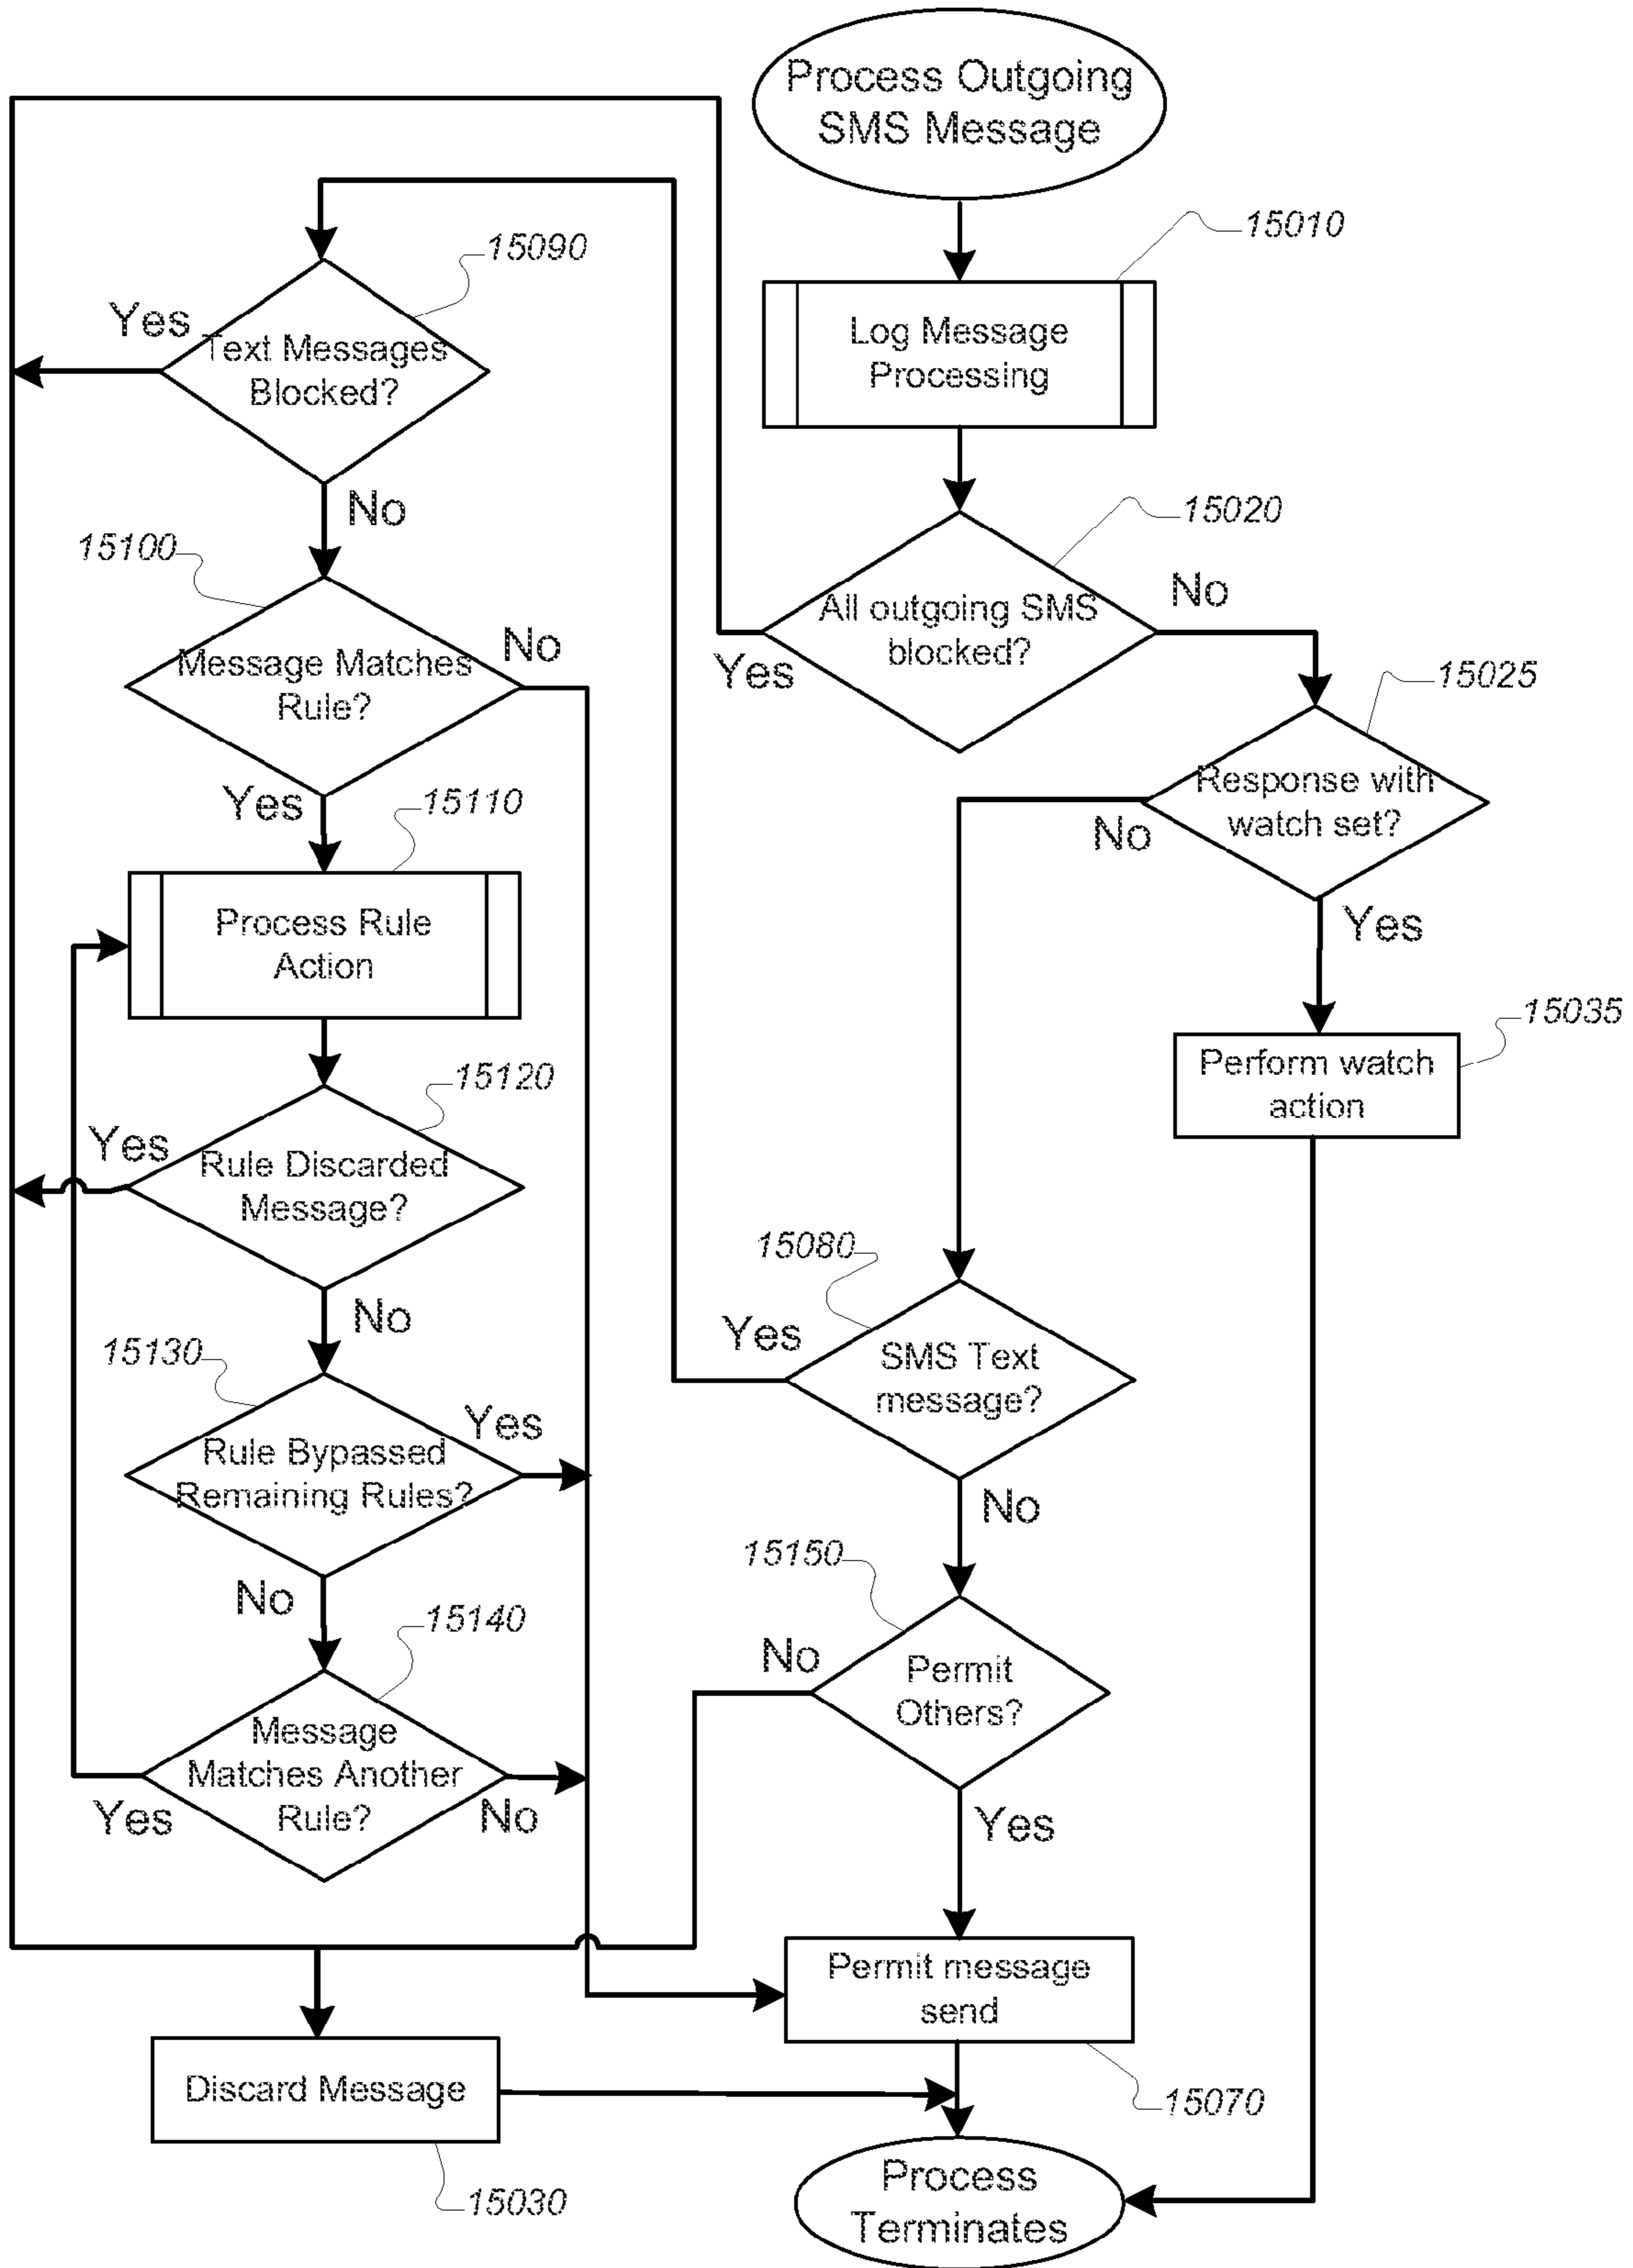 Process Outgoing
SMS Message
15010
Log Message
Processing
15020
All outgoing SMS
blocked?
Yes
No
15025
Response with
watch set?
No
Yes
15035
Perform watch
action
15080
SMS Text
message?
Yes
No
15090
Text Messages
Blocked?
Yes
No
15100
Message Matches
Rule?
No
Yes
15110
Process Rule
Action
15120
Rule Discarded
Message?
Yes
No
15130
Rule Bypassed
Remaining Rules?
Yes
No
15140
Message
Matches Another
Rule?
Yes
No
15150
Permit
Others?
No
Yes
Permit message
send
15070
Discard Message
15030
Process
Terminates